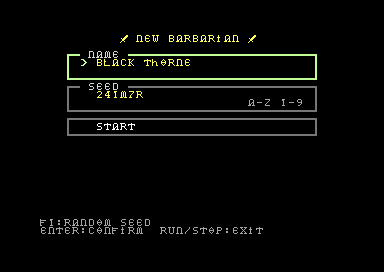 NEW BARBARIAN
NAME
> BLACK THORNE
SEED
241M7R
A-Z 1-9
START
F1:RANDOM SEED
ENTER:CONFIRM RUN/STOP:EXIT